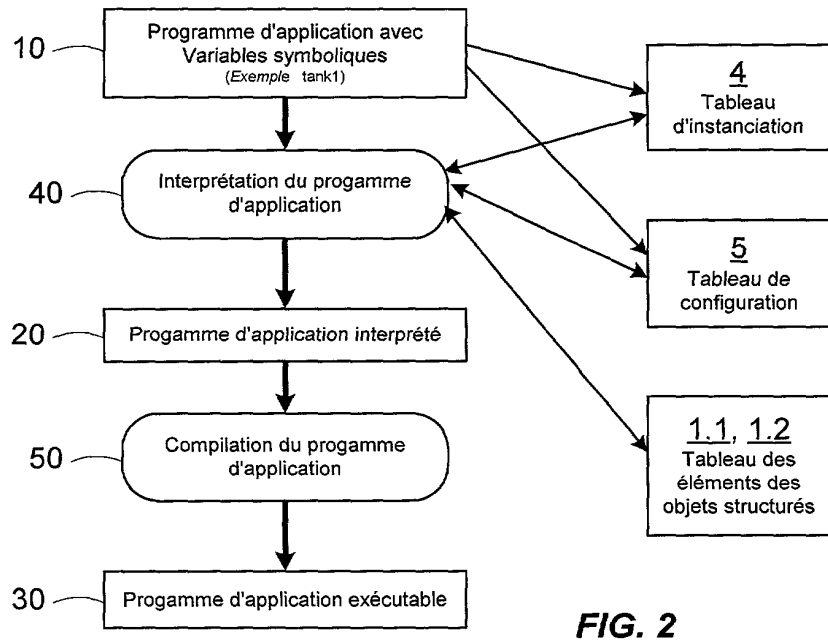 10
Programme d'application avec
Variables symboliques
(Exemple tank1)
4
Tableau
d'instanciation
40
Interprétation du progamme
d'application
5
Tableau de
configuration
20
Progamme d'application interprété
50
Compilation du progamme
d'application
1.1, 1.2
Tableau des
éléments des
objets structurés
30
Progamme d'application exécutable
FIG. 2